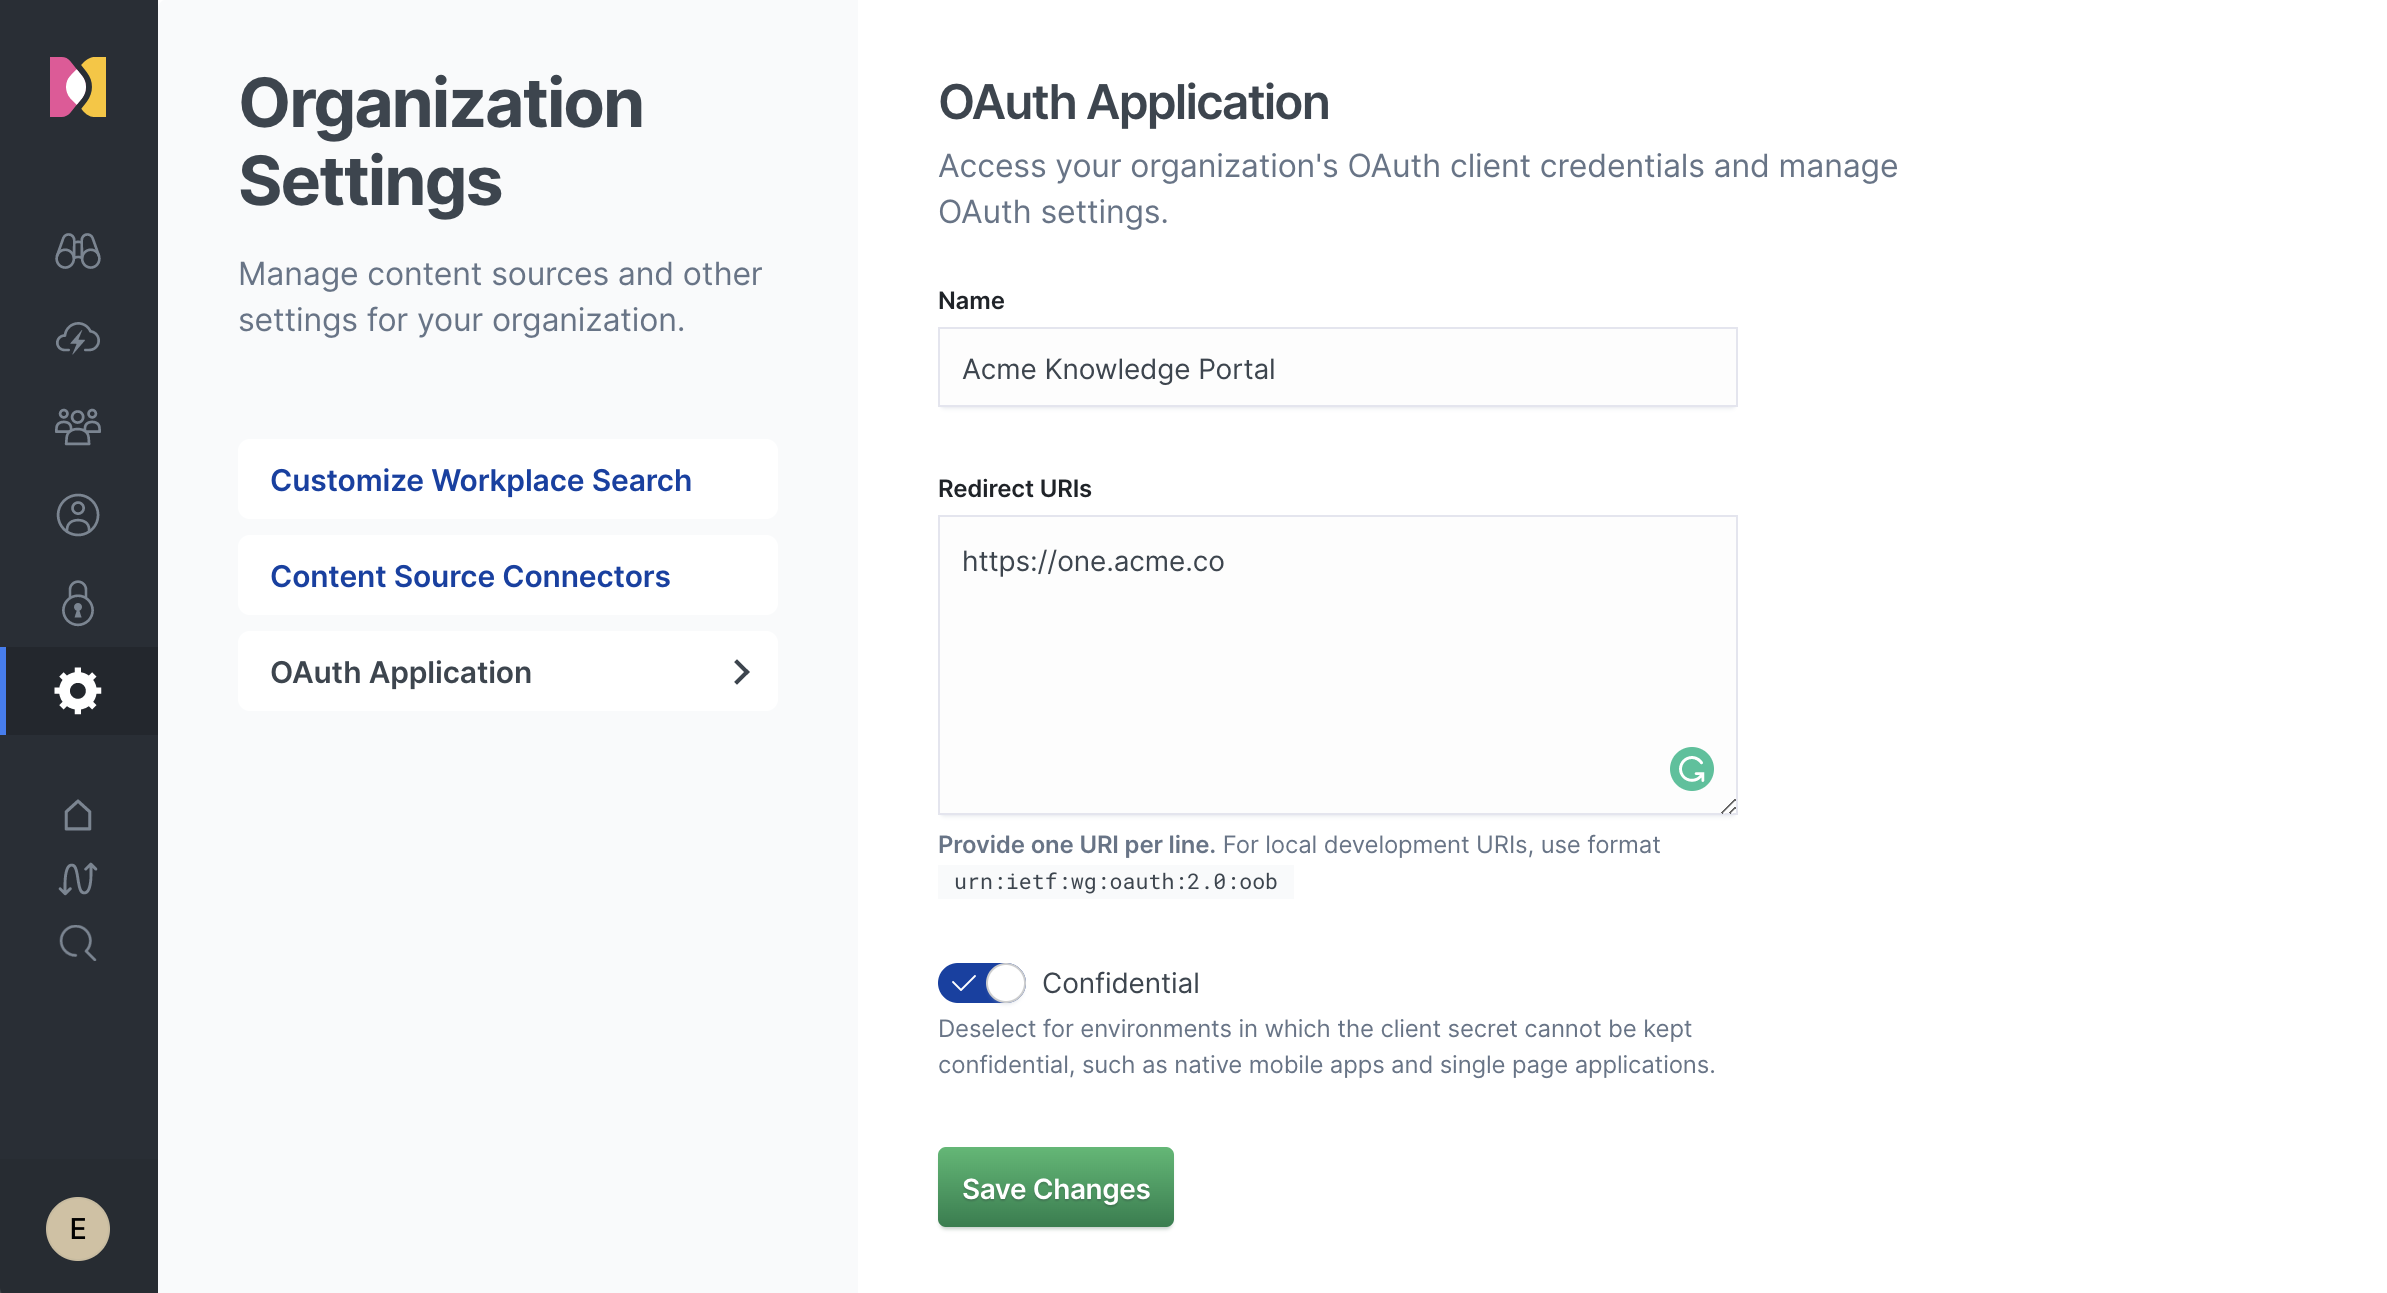 Organization
Settings
Manage content sources and other
settings for your organization.
Customize Workplace Search
Content Source Connectors
OAuth Application
E
OAuth Application
Access your organization's OAuth client credentials and manage
OAuth settings.
Name
Acme Knowledge Portal
Redirect URIs
https://one.acme.co
Provide one URI per line. For local development URIs, use format
urn:ietf:wg:oauth:2.0:oob
Confidential
Deselect for environments in which the client secret cannot be kept
confidential, such as native mobile apps and single page applications.
Save Changes